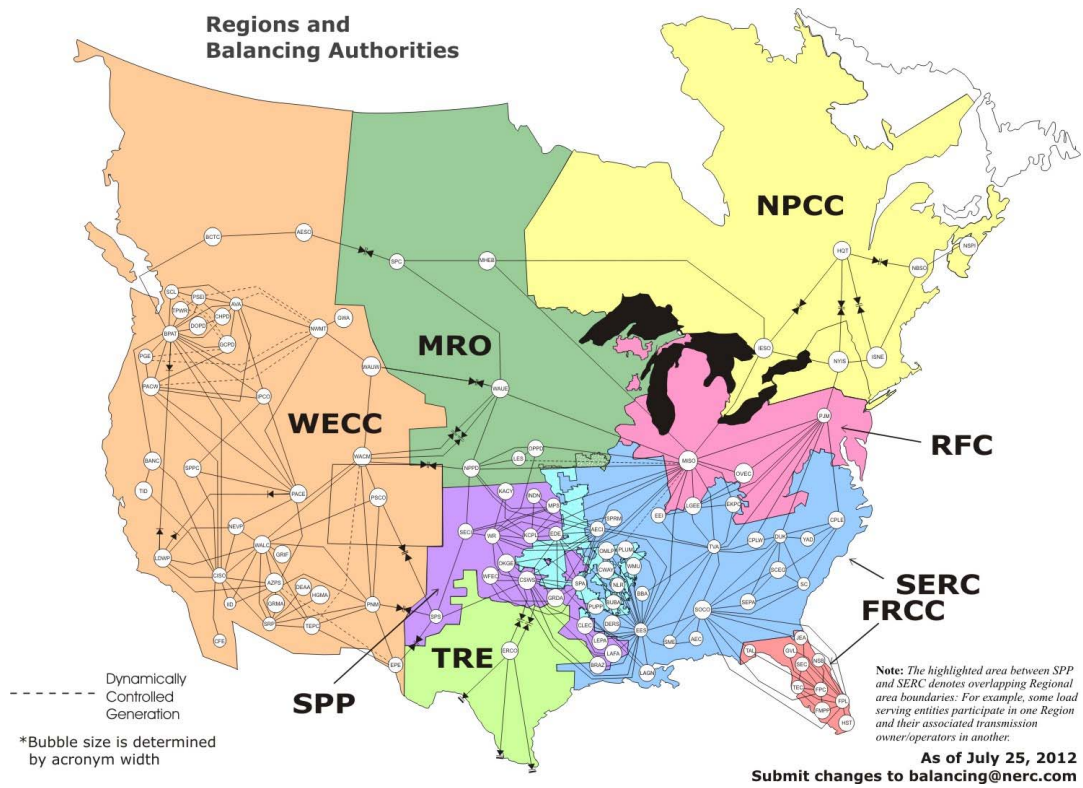 Regions and
Balancing Authorities
NPCC
BCTC
AESO
HQT
NSPI
SPC
MHEB
NBSO
SCL
PSEI
AVA
TPWR
CHPD
GWA
BPAT
DOPD
NWMT
GCPD
MRO
IESO
PGE
WAUW
NYIS
ISNE
PACW
WAUE
IPCO
WECC
PJM
RFC
BANC
SPPC
WACM
NPPD
LES
OPPD
MISO
OVEC
TID
PACE
PSCO
KACY
INDN
MPS
LGEE
EKPC
NEVP
SECI
WR
KCPL
EDE
AECI
SPRM
EEI
CPLE
LDWP
WALC
GRIF
TVA
CPLW
DUK
YAD
CISO
AZPS
DEAA
HGMA
OKGE
WFEC
CSWS
SPA
OMLP
PLUM
CWAY
WMU
NLR
SCEG
SC
SERC
IID
GRMA
PNM
GRDA
PUPP
BUBA
BBA
SOCO
SEPA
FRCC
SRP
TEPC
SPS
CLEC
DERS
EES
CFE
EPE
TRE
ERCO
LEPA
LAFA
BRAZ
LAGN
SME
AEC
TAL
JEA
GVL
NSB
SEC
TEC
FPC
FPL
FMPP
HST
SPP
Dynamically
Controlled
Generation
*Bubble size is determined
by acronym width
Note: The highlighted area between SPP
and SERC denotes overlapping Regional
area boundaries: For example, some load
serving entities participate in one Region
and their associated transmission
owner/operators in another.
As of July 25, 2012
Submit changes to balancing@nerc.com